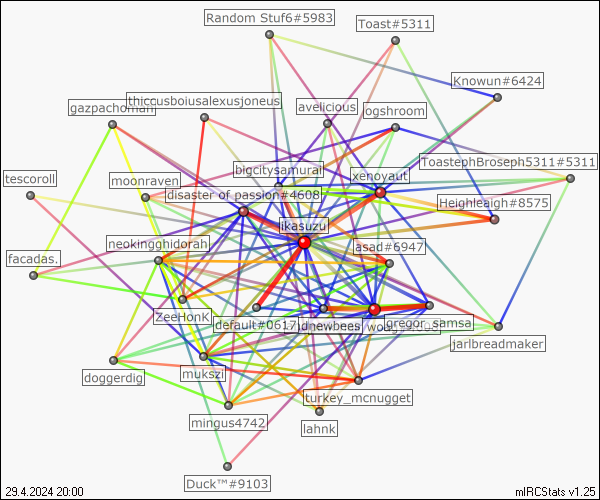 Random Stuf6#5983
Toast#5311
Knowun#6424
thiccusboiusalexusjoneus
gazpachoman
avelicious
ogshroom
ToastephBroseph5311#5311
tescoroll
moonraven
bigcitysamurai
xenoyaut
disaster of passion#4608
Heighleaigh#8575
ikasuzu
neokingghidorah
asad#6947
facadas.
ZeeHonK
default#0617
jdnewbees
gregor_samsa
jarlbreadmaker
doggerdig
mukszi
turkey_mcnugget
mingus4742
lahnk
Duck™#9103
29.4.2024 20:00
mIRCStats v1.25